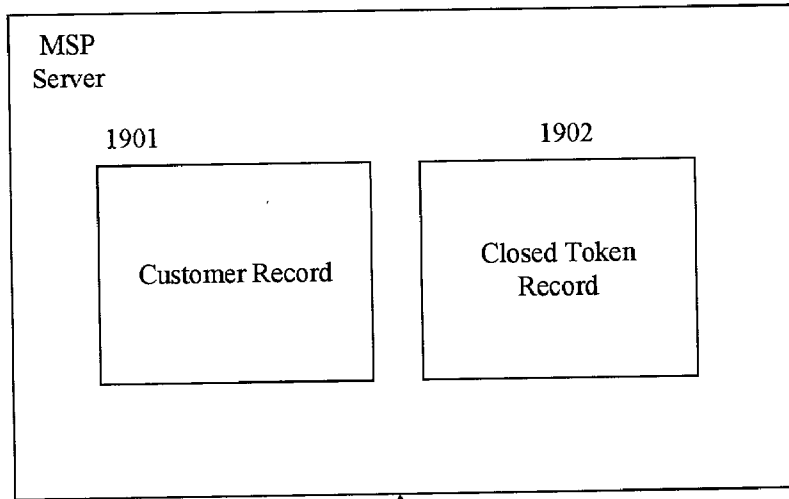 MSP
Server
1901
1902
Customer Record
Closed Token
Record